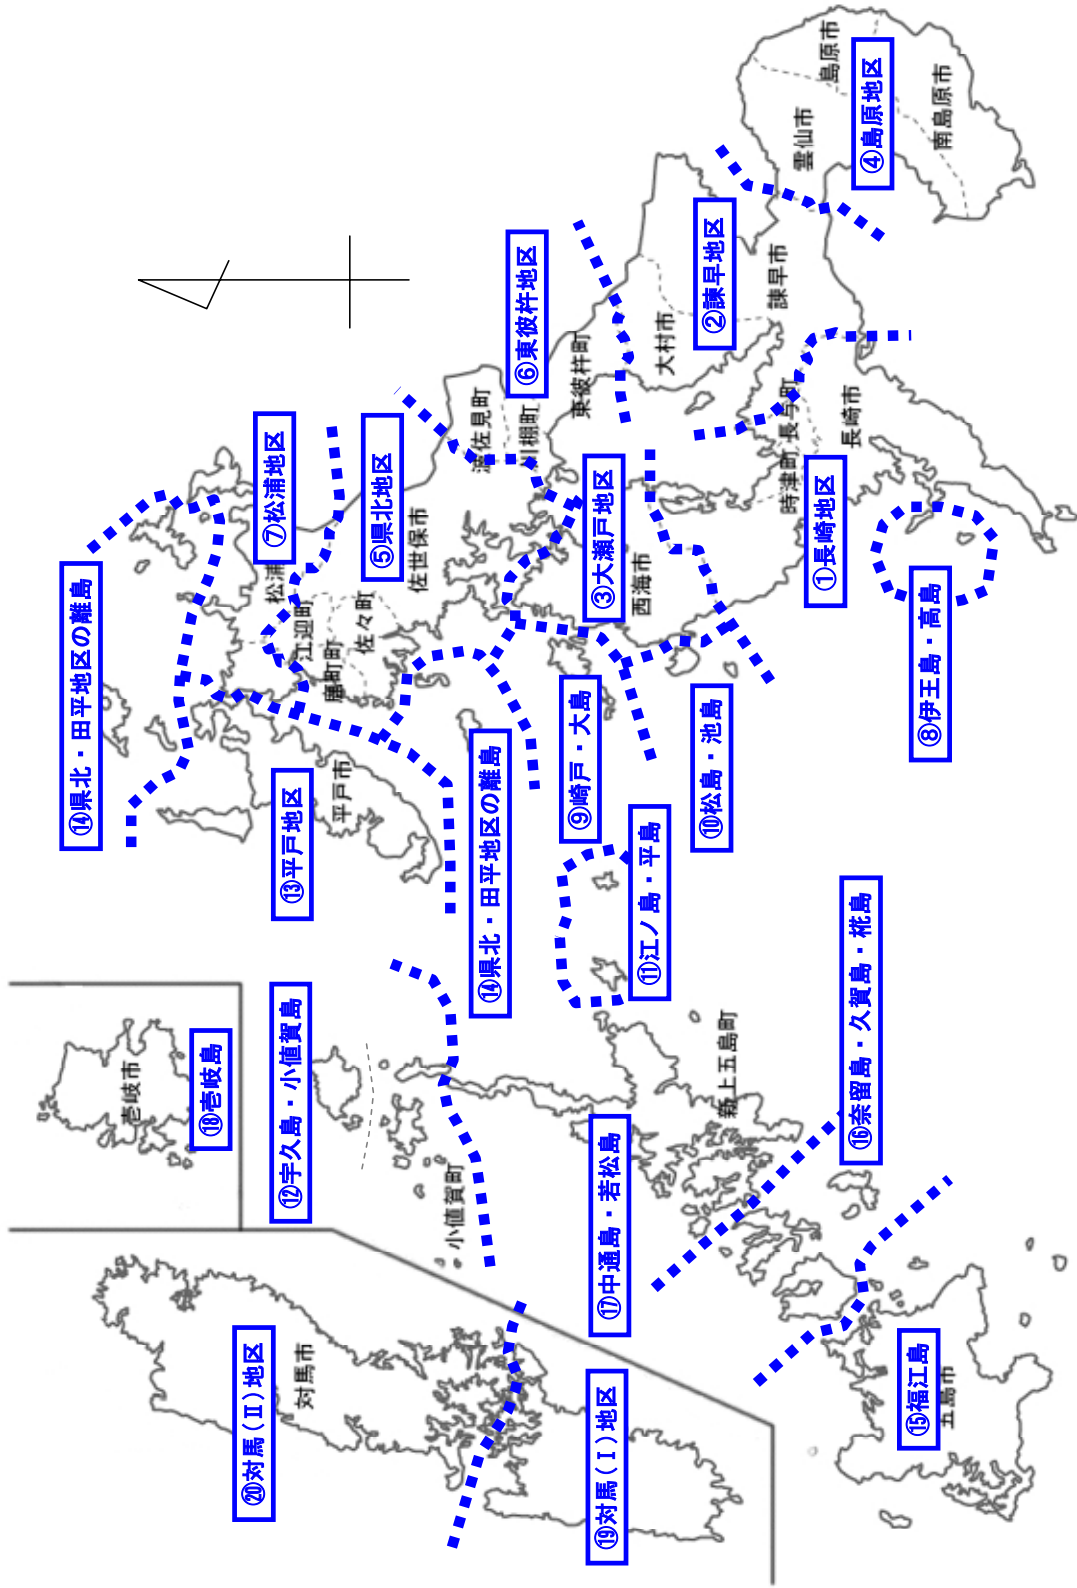 ⑱壱岐島
壱岐市
⑭県北・田平地区の離島
⑦松浦地区
松浦
⑤県北地区
江迎町
鹿町町
佐々町
佐世保市
⑥東彼杵地区
波佐見町
川棚町
東彼杵町
⑬平戸地区
平戸市
⑫宇久島・小値賀島
小値賀町
⑭県北・田平地区の離島
③大瀬戸地区
西海市
大村市
②諫早地区
諫早市
④島原地区
島原市
雲仙市
南島原市
長与町
時津町
長崎市
①長崎地区
⑧伊王島・高島
⑨崎戸・大島
⑩松島・池島
⑪江ノ島・平島
⑳対馬(Ⅱ)地区
対馬市
⑲対馬(Ⅰ)地区
⑰中通島・若松島
新上五島町
⑯奈留島・久賀島・椛島
⑮福江島
五島市